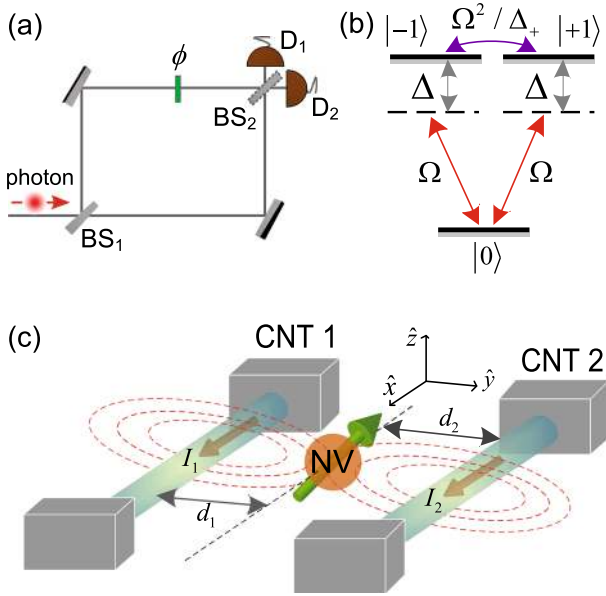 (a)
D₁
ϕ
BS₂
D₂
photon
BS₁
(b)
|−1⟩
Ω² / Δ₊
|+1⟩
Δ
Δ
Ω
Ω
|0⟩
(c)
CNT 1
ẑ
x̂
ŷ
CNT 2
d₂
I₁
NV
I₂
d₁